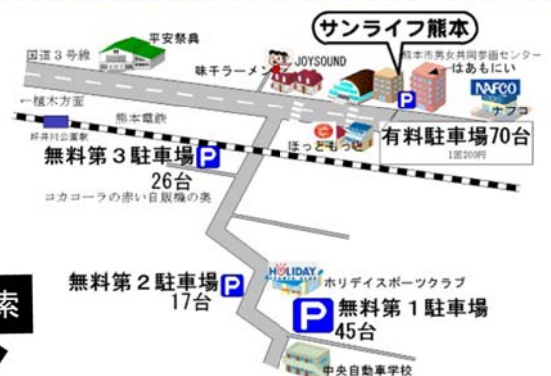 サンライフ熊本
平安祭典
国道3号線
味千ラーメン
JOYSOUND
熊本市男女共同参画センター
はあもにい
NAFCO
ナフコ
←植木方面
熊本電鉄
坪井川公園駅
P
ほっともっと
有料駐車場70台
1回200円
無料第3駐車場 P
26台
コカコーラの赤い自販機の奥
HOLIDAY
ホリデイスポーツクラブ
無料第2駐車場 P
17台
P 無料第1駐車場
45台
索
中央自動車学校